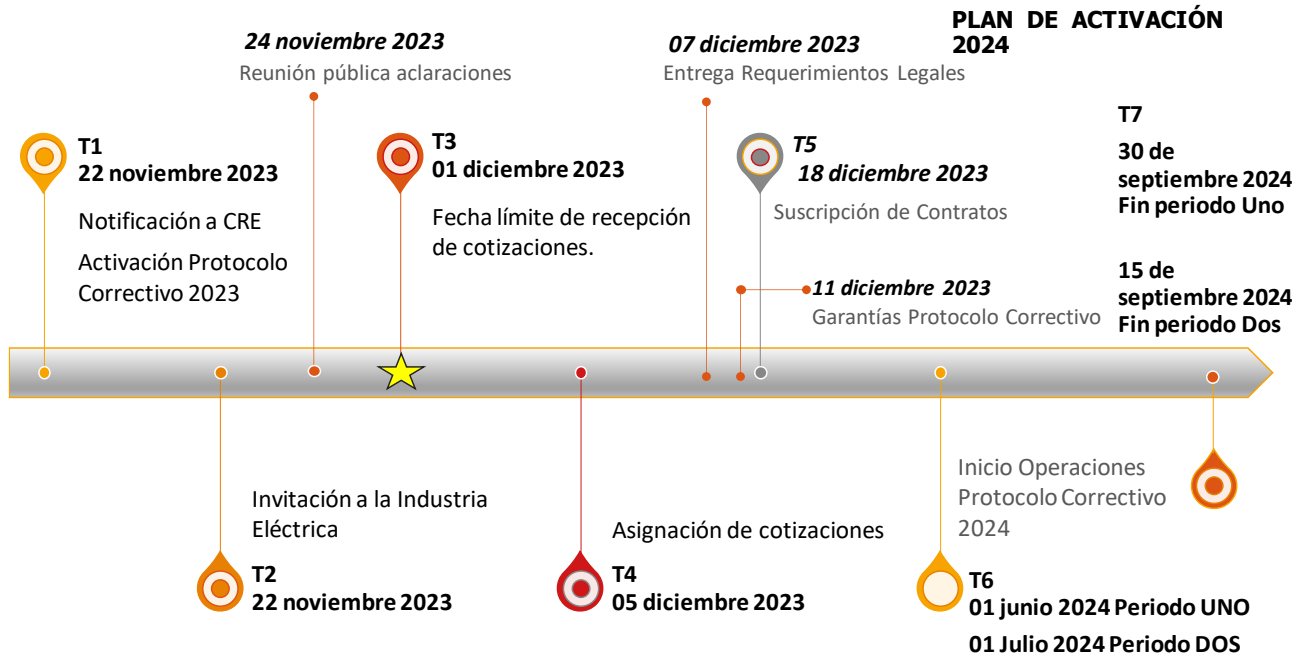 PLAN DE ACTIVACIÓN
2024
24 noviembre 2023
Reunión pública aclaraciones
07 diciembre 2023
Entrega Requerimientos Legales
T1
22 noviembre 2023
Notificación a CRE
Activación Protocolo
Correctivo 2023
T3
01 diciembre 2023
Fecha límite de recepción
de cotizaciones.
T5
18 diciembre 2023
Suscripción de Contratos
11 diciembre 2023
Garantías Protocolo Correctivo
T7
30 de
septiembre 2024
Fin periodo Uno
15 de
septiembre 2024
Fin periodo Dos
Invitación a la Industria
Eléctrica
T2
22 noviembre 2023
Asignación de cotizaciones
T4
05 diciembre 2023
Inicio Operaciones
Protocolo Correctivo
2024
T6
01 junio 2024 Periodo UNO
01 Julio 2024 Periodo DOS